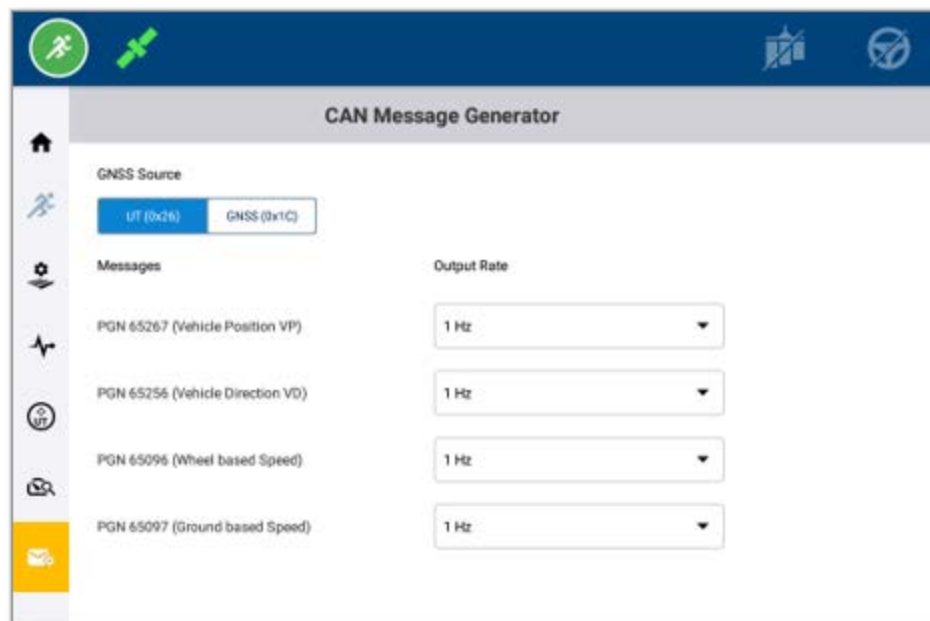 CAN Message Generator
GNSS Source
UT (0x26) GNSS (0x1C)
Messages Output Rate
PGN 65267 (Vehicle Position VP) 1 Hz
PGN 65256 (Vehicle Direction VD) 1 Hz
PGN 65096 (Wheel based Speed) 1 Hz
UT
PGN 65097 (Ground based Speed) 1 Hz